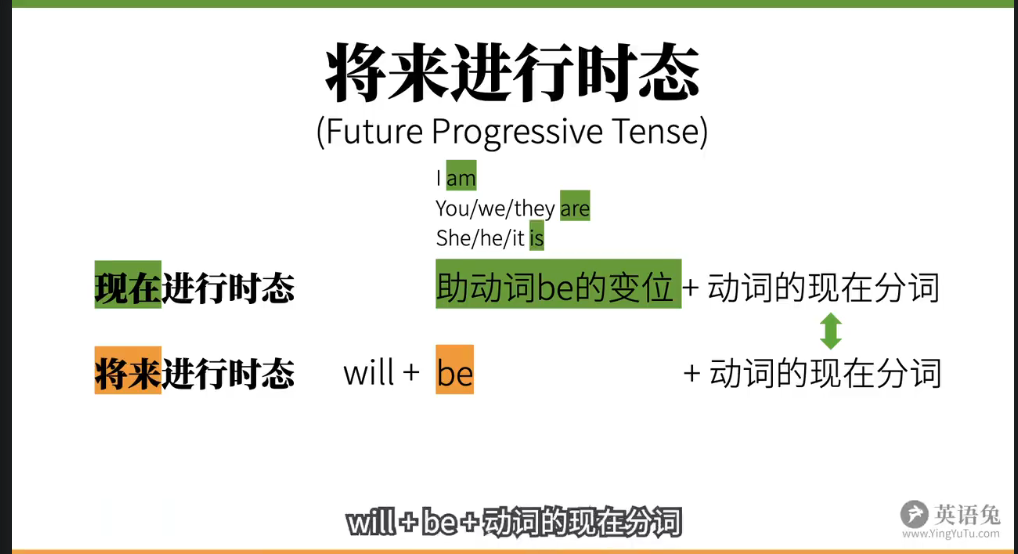 将来进行时态
(Future Progressive Tense)
I am
You/we/they are
She/he/it is
现在进行时态 助动词be的变位 + 动词的现在分词
将来进行时态 will + be + 动词的现在分词
will + be + 动词的现在分词
英语兔
www.YingYuTu.com